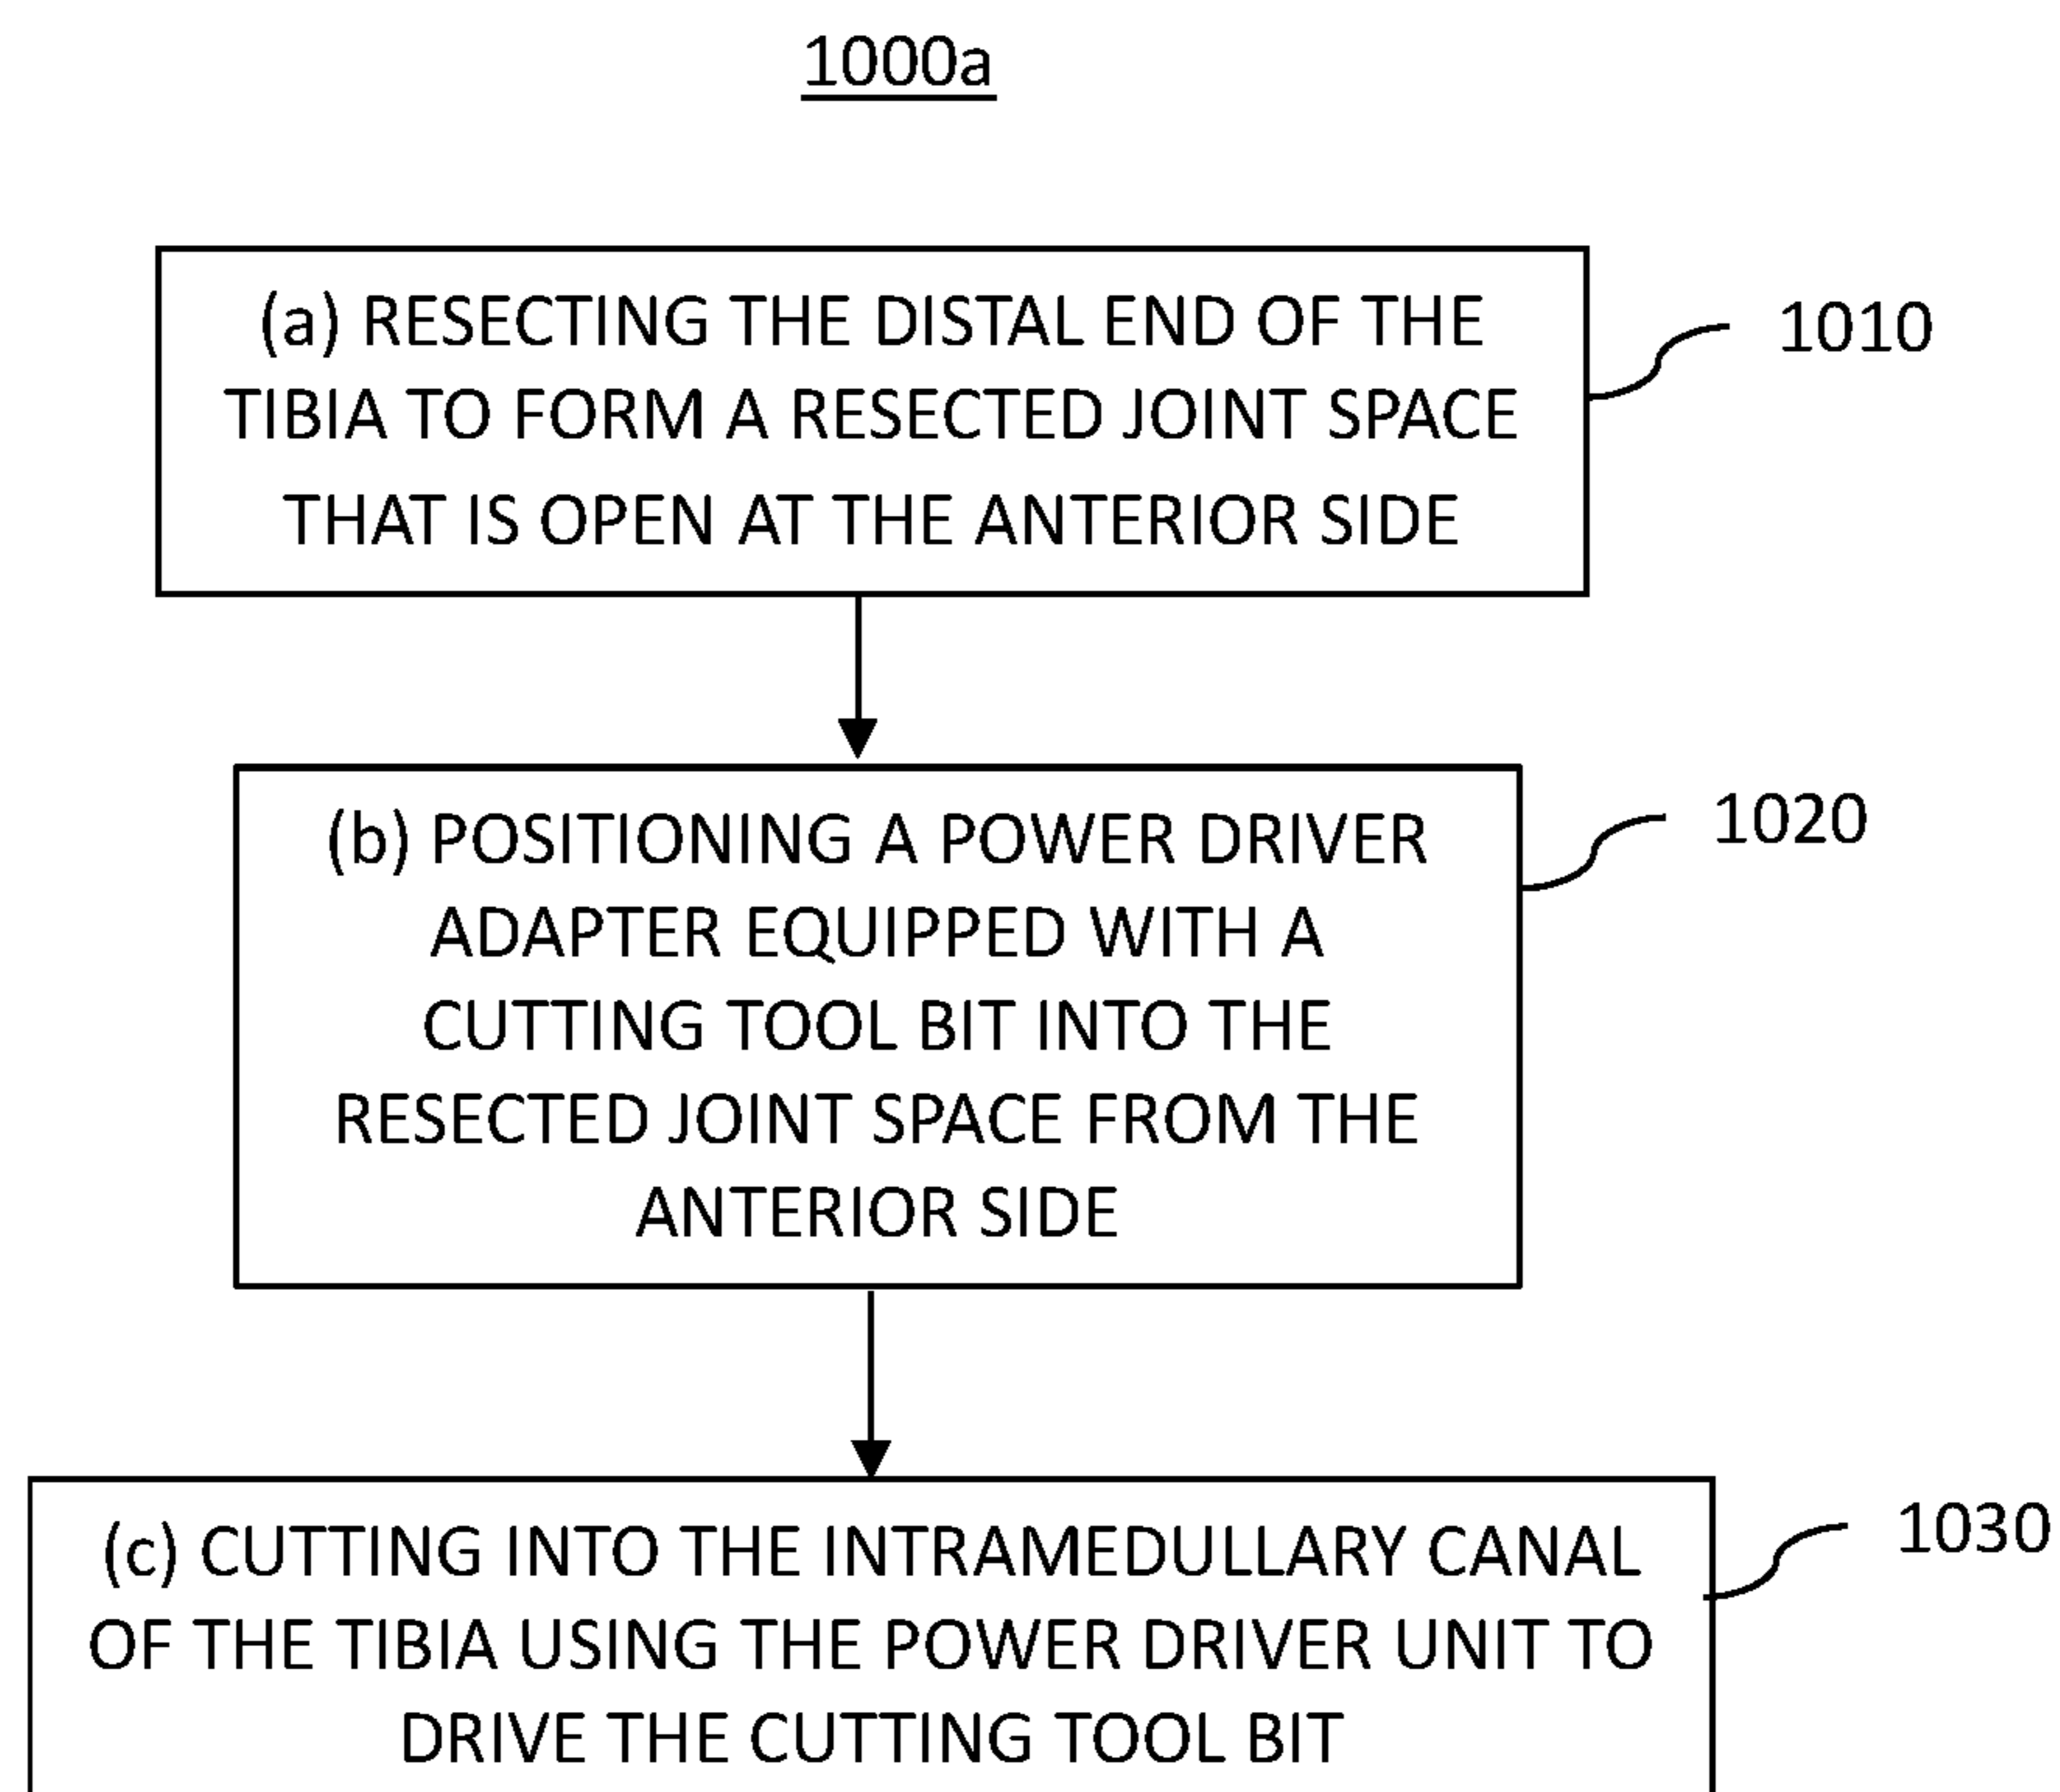 1000a
(a) RESECTING THE DISTAL END OF THE
TIBIA TO FORM A RESECTED JOINT SPACE
THAT IS OPEN AT THE ANTERIOR SIDE
1010
(b) POSITIONING A POWER DRIVER
ADAPTER EQUIPPED WITH A
CUTTING TOOL BIT INTO THE
RESECTED JOINT SPACE FROM THE
ANTERIOR SIDE
1020
(c) CUTTING INTO THE INTRAMEDULLARY CANAL
OF THE TIBIA USING THE POWER DRIVER UNIT TO
DRIVE THE CUTTING TOOL BIT
1030